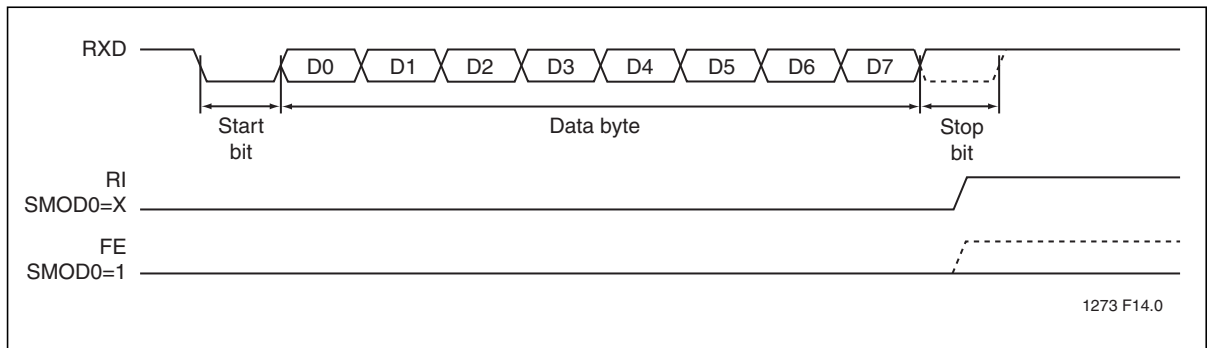 RXD
D0 D1 D2 D3 D4 D5 D6 D7
Start
bit
Data byte
Stop
bit
RI
SMOD0=X
FE
SMOD0=1
1273 F14.0